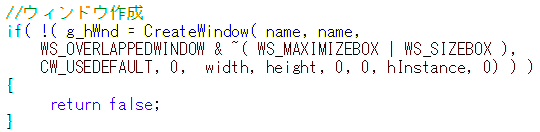 //ウィンドウ作成
if( !( g_hWnd = CreateWindow( name, name,
WS_OVERLAPPEDWINDOW & ~( WS_MAXIMIZEBOX | WS_SIZEBOX ),
CW_USEDEFAULT, 0,  width, height, 0, 0, hInstance, 0) ) )
{
return false;
}